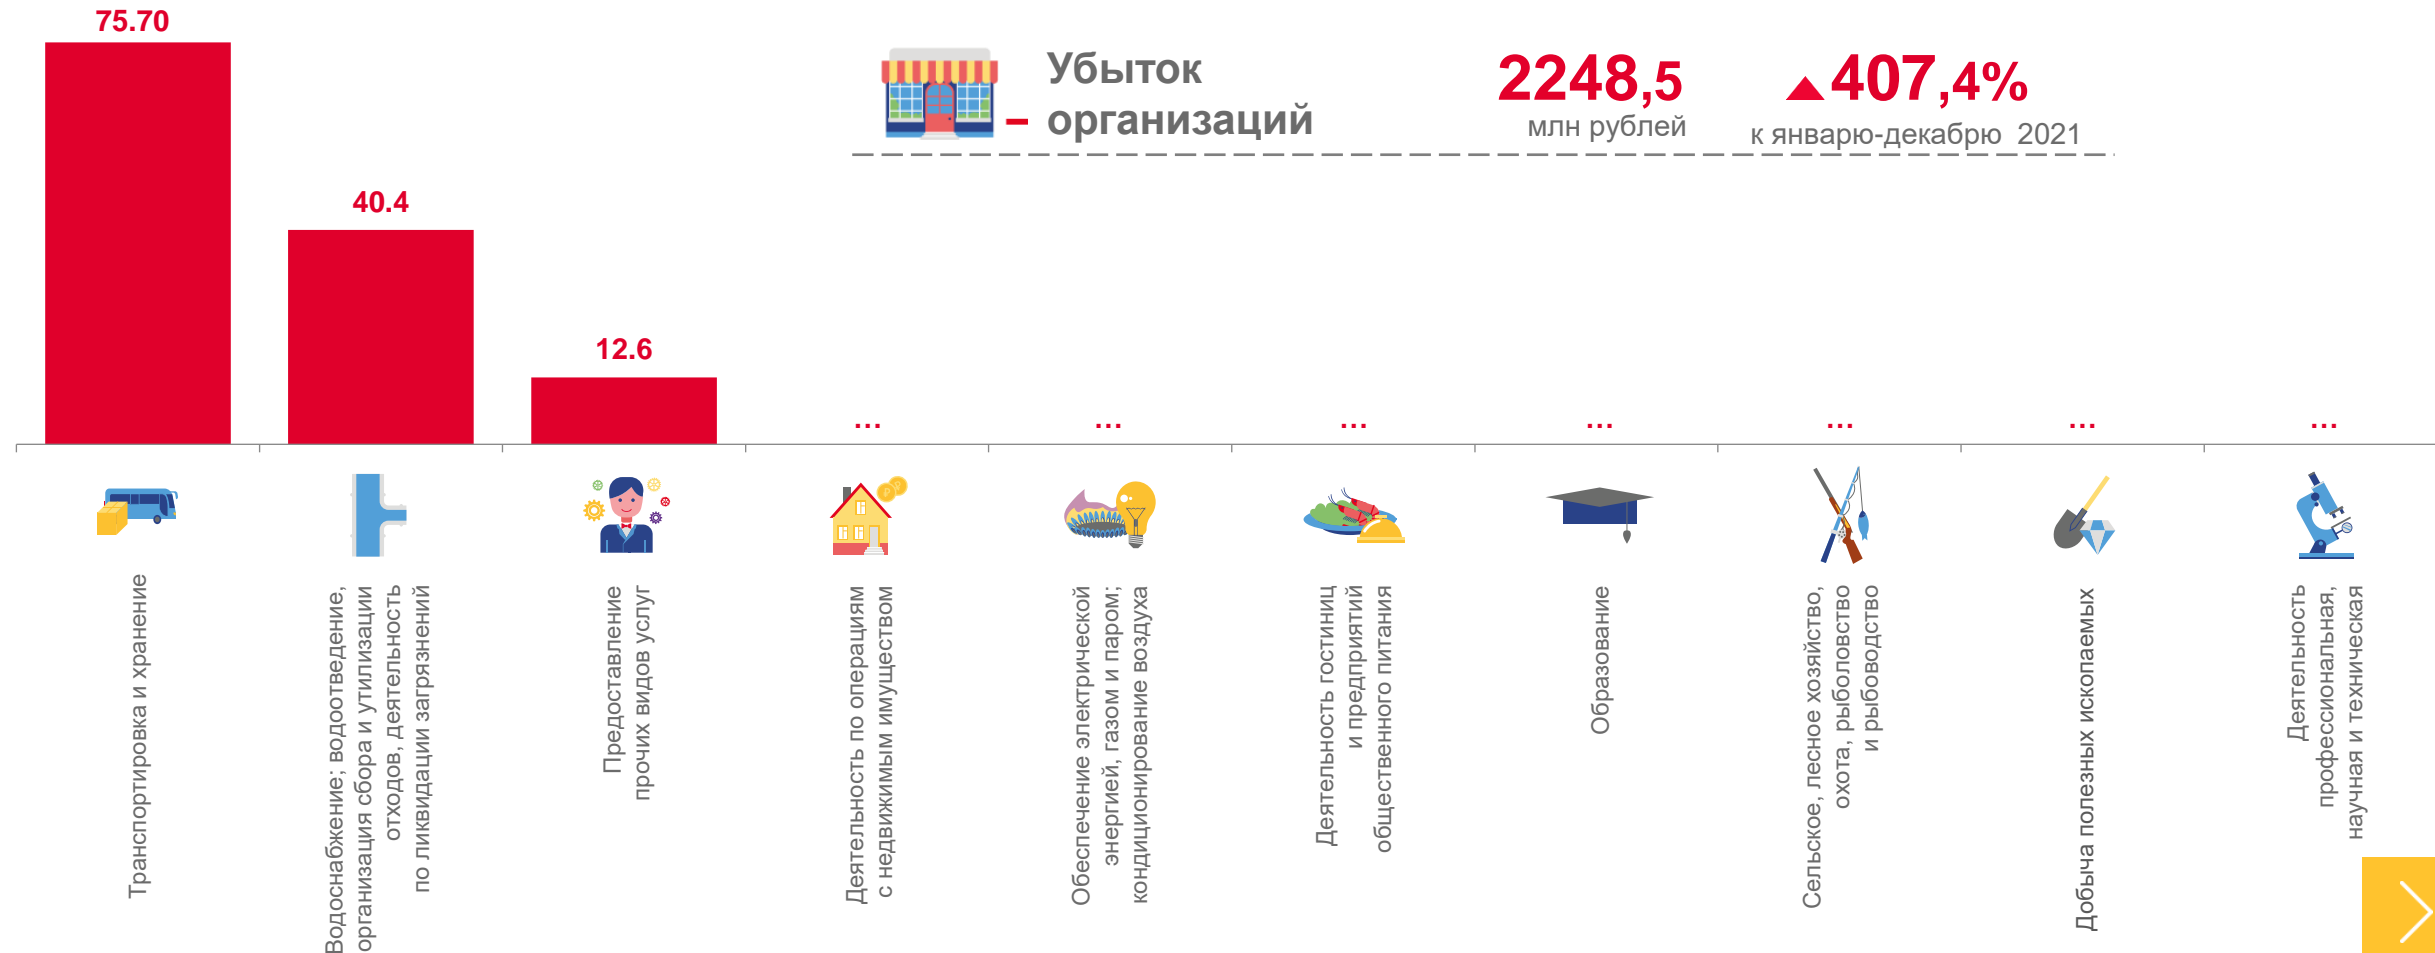 75.70
40.4
12.6
...
...
...
...
...
...
...
Убыток
– организаций
2248,5
млн рублей
407,4%
к январю-декабрю 2021
Транспортировка и хранение
Водоснабжение; водоотведение,
организация сбора и утилизации
отходов, деятельность
по ликвидации загрязнений
Предоставление
прочих видов услуг
Деятельность по операциям
с недвижимым имуществом
Обеспечение электрической
энергией, газом и паром;
кондиционирование воздуха
Деятельность гостиниц
и предприятий
общественного питания
Образование
Сельское, лесное хозяйство,
охота, рыболовство
и рыбоводство
Добыча полезных ископаемых
Деятельность
профессиональная,
научная и техническая